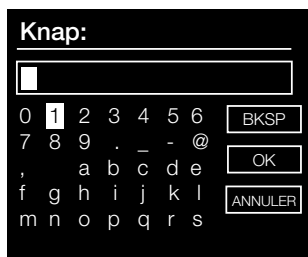 Knap:
0 1 2 3 4 5 6 BKSP
7 8 9 . _ - @
, a b c d e OK
f g h i j k l ANNULER
m n o p q r s